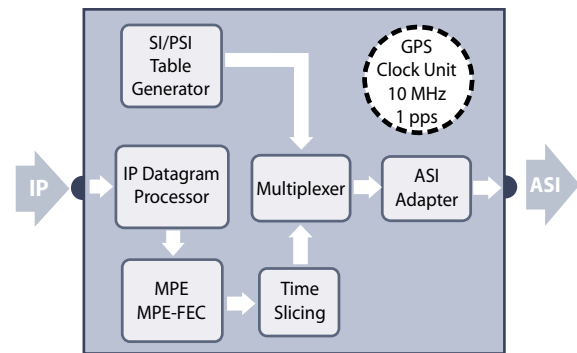 SI/PSI
Table
Generator
GPS
Clock Unit
10 MHz
1 pps
IP
IP Datagram
Processor
Multiplexer
ASI
Adapter
ASI
MPE
MPE-FEC
Time
Slicing